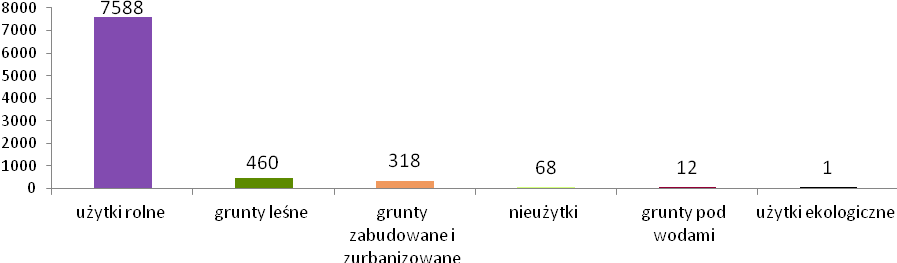 8000
7000
6000
5000
4000
3000
2000
1000
0
7588
460
318
68
12
1
użytki rolne
grunty leśne
grunty
zabudowane i
zurbanizowane
nieużytki
grunty pod
wodami
użytki ekologiczne